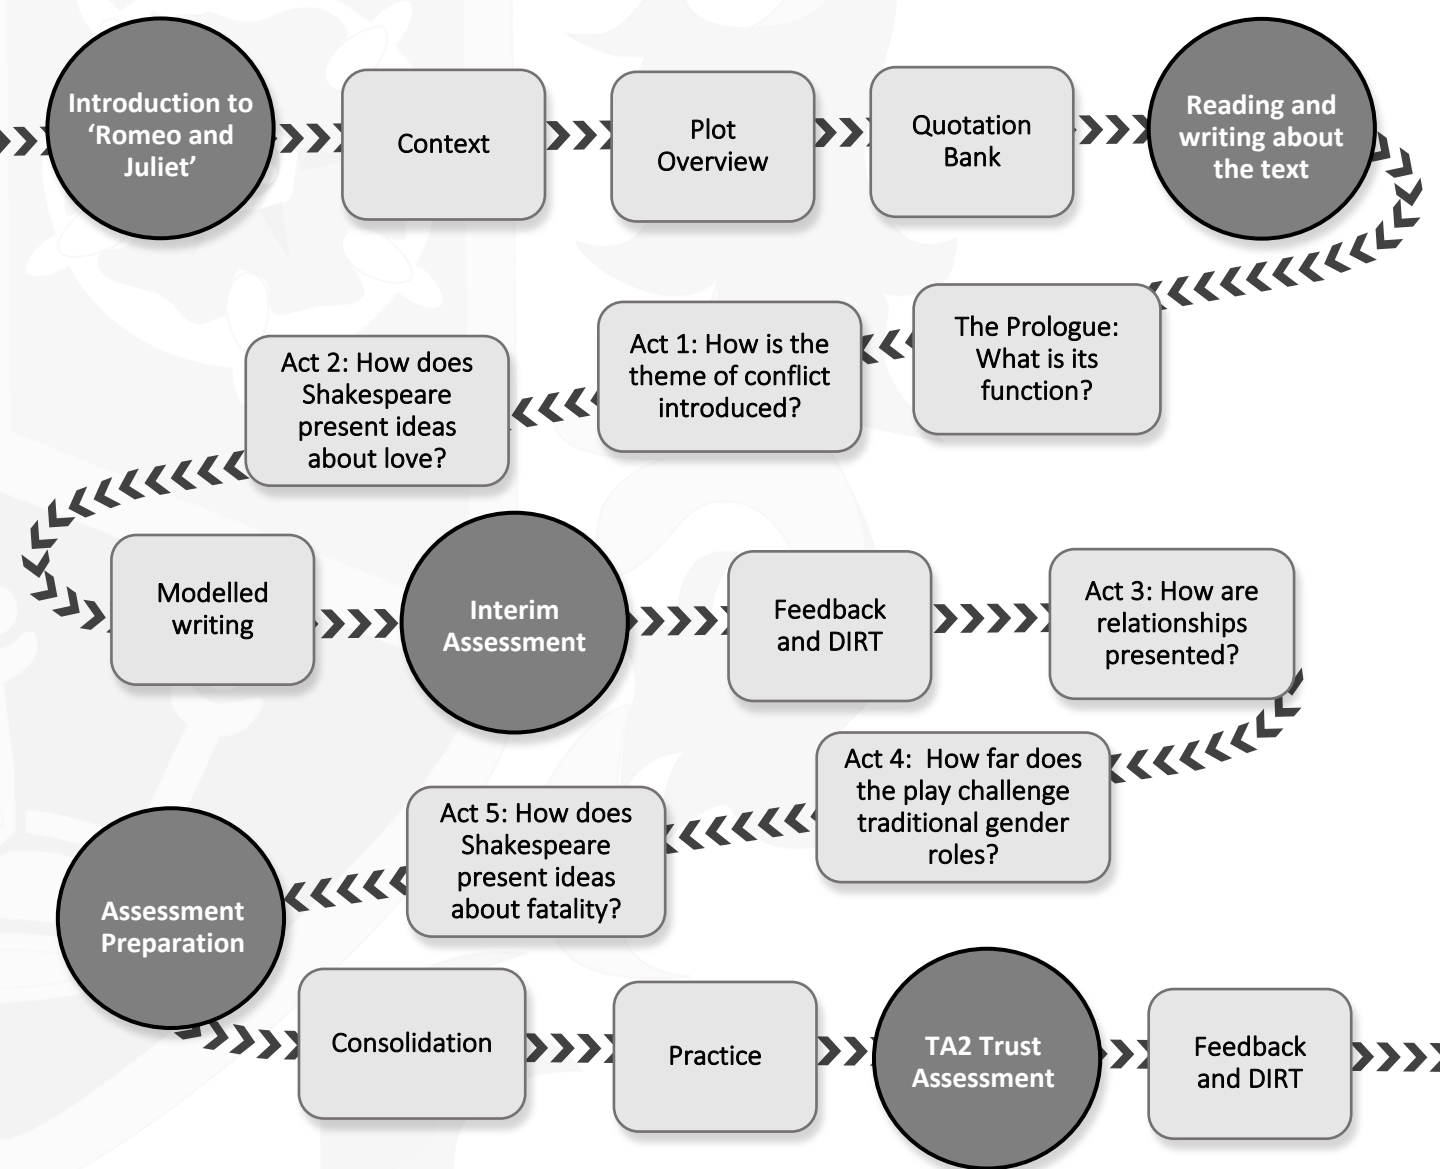 Introduction to
‘Romeo and
Juliet’
Context
Plot
Overview
Quotation
Bank
Reading and
writing about
the text
The Prologue:
What is its
function?
Act 1: How is the
theme of conflict
introduced?
Act 2: How does
Shakespeare
present ideas
about love?
Modelled
writing
Interim
Assessment
Feedback
and DIRT
Act 3: How are
relationships
presented?
Act 4:  How far does
the play challenge
traditional gender
roles?
Act 5: How does
Shakespeare
present ideas
about fatality?
Assessment
Preparation
Consolidation
Practice
TA2 Trust
Assessment
Feedback
and DIRT